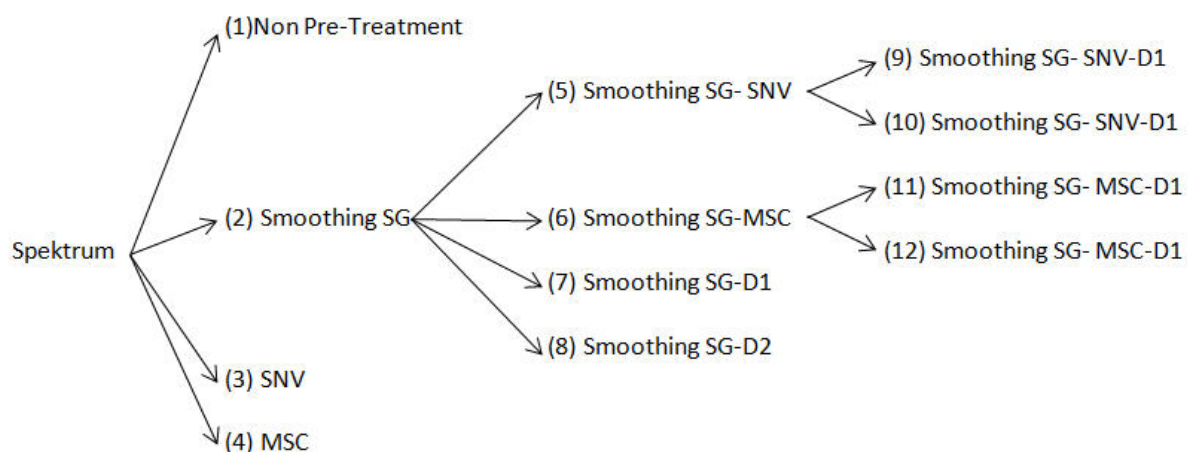 (1)Non Pre-Treatment
(9) Smoothing SG- SNV-D1
(5) Smoothing SG- SNV
(10) Smoothing SG- SNV-D1
(11) Smoothing SG- MSC-D1
(2) Smoothing SG
(6) Smoothing SG-MSC
Spektrum
(12) Smoothing SG- MSC-D1
(7) Smoothing SG-D1
(8) Smoothing SG-D2
(3) SNV
(4) MSC